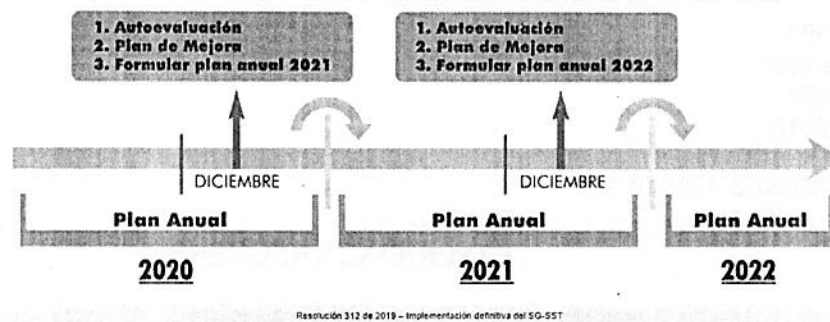 1. Autoevaluación
2. Plan de Mejora
3. Formular plan anual 2021
1. Autoevaluación
2. Plan de Mejora
3. Formular plan anual 2022
DICIEMBRE
DICIEMBRE
Plan Anual
Plan Anual
Plan Anual
2020
2021
2022
Resolución 312 de 2019 – Implementación definitiva del SG-SST